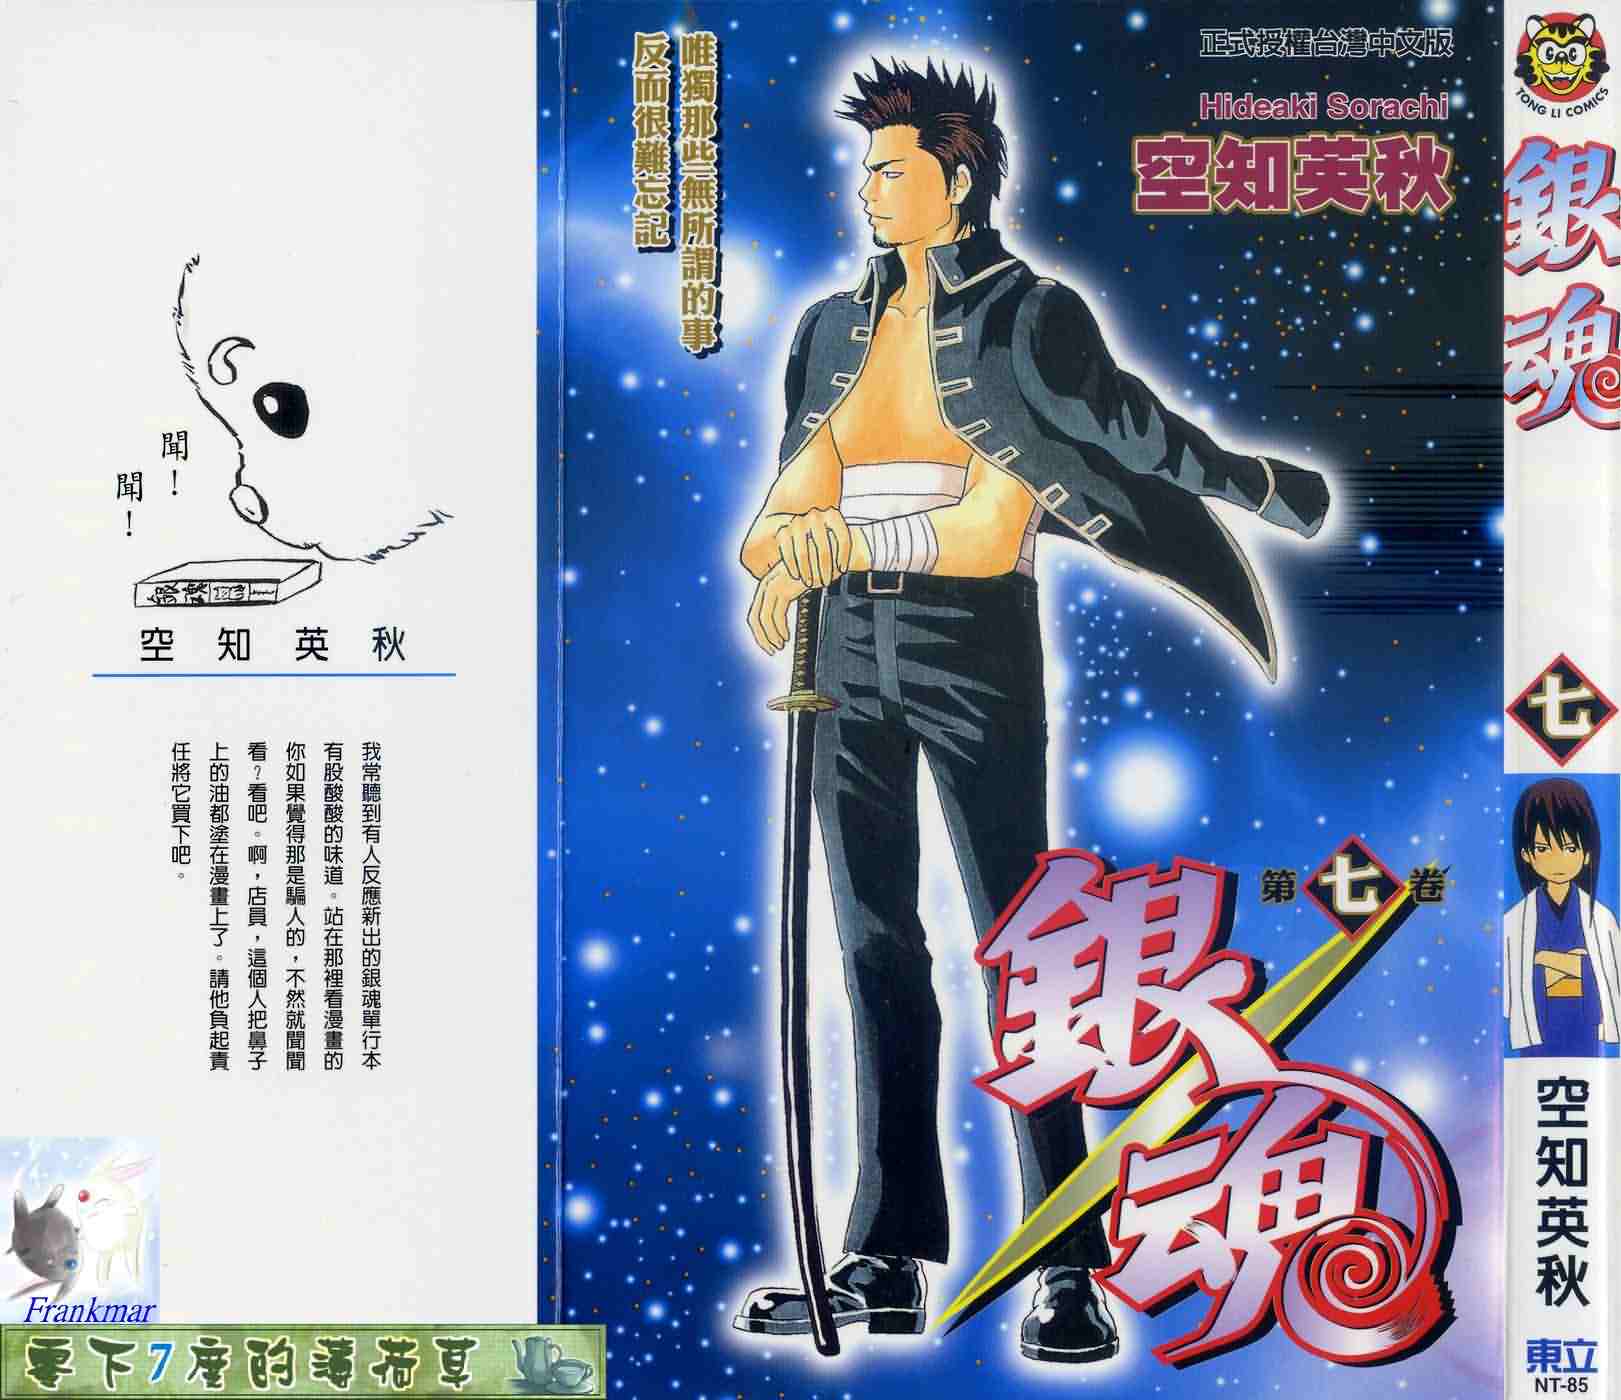 正式授權台灣中文版
Hideaki Sorachi
空知英秋
唯獨那些無所謂的事
反而很難忘記
第七卷
銀魂
TONG LI COMICS
銀魂
七
空知英秋
東立
NT-85
聞!
聞!
空知英秋
我常聽到有人反應新出的銀魂單行本
有股酸酸的味道。站在那裡看漫畫的
你如果覺得那是騙人的，不然就聞聞
看?看吧。啊，店員，這個人把鼻子
上的油都塗在漫畫上了。請他負起責
任將它買下吧。
Frankmar
零下7度的薄荷草